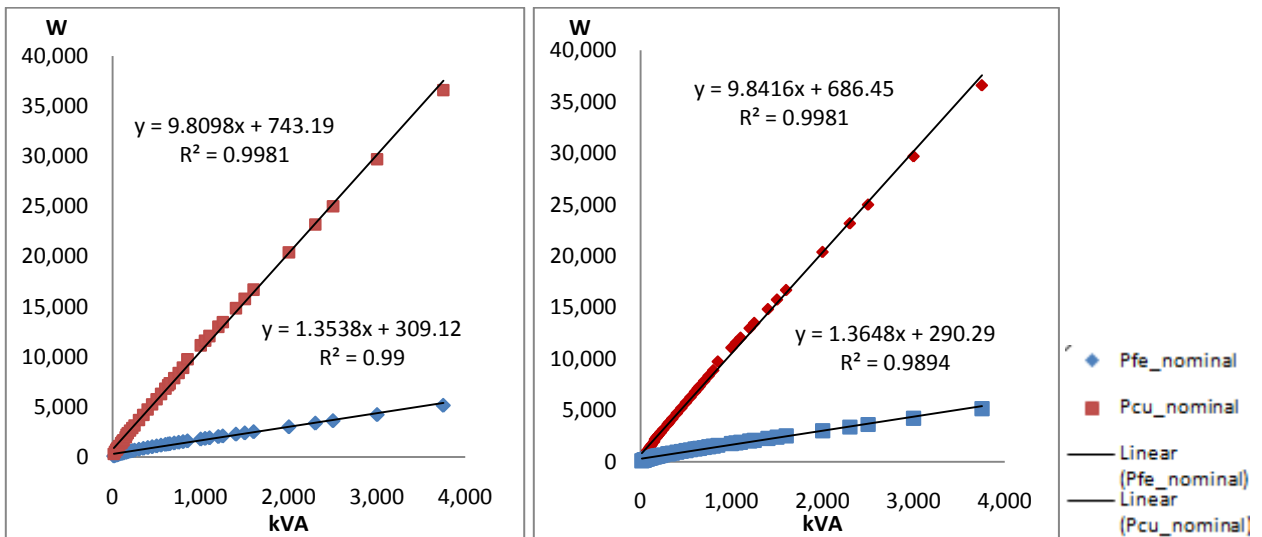 W
40,000
35,000
30,000
25,000
20,000
15,000
10,000
5,000
0
y = 9.8098x + 743.19
R² = 0.9981
y = 1.3538x + 309.12
R² = 0.99
0 1,000 2,000 3,000 4,000
kVA
W
40,000
35,000
30,000
25,000
20,000
15,000
10,000
5,000
0
y = 9.8416x + 686.45
R² = 0.9981
y = 1.3648x + 290.29
R² = 0.9894
0 1,000 2,000 3,000 4,000
kVA
Pfe_nominal
Pcu_nominal
Linear
(Pfe_nominal)
Linear
(Pcu_nominal)